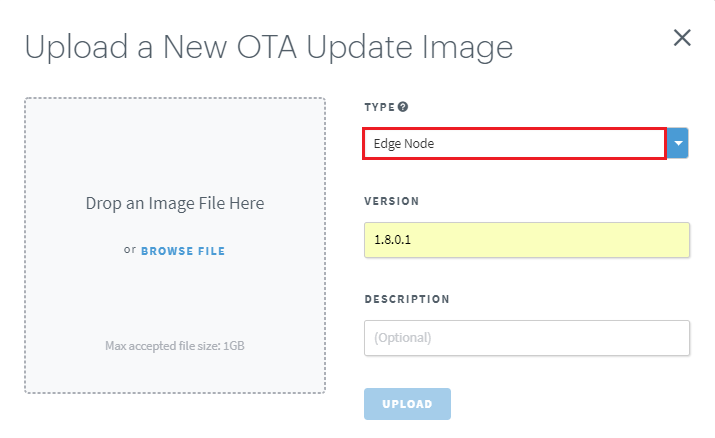 Upload a New OTA Update Image
Drop an Image File Here
or BROWSE FILE
Max accepted file size: 1GB
TYPE ?
Edge Node
VERSION
1.8.0.1
DESCRIPTION
(Optional)
UPLOAD